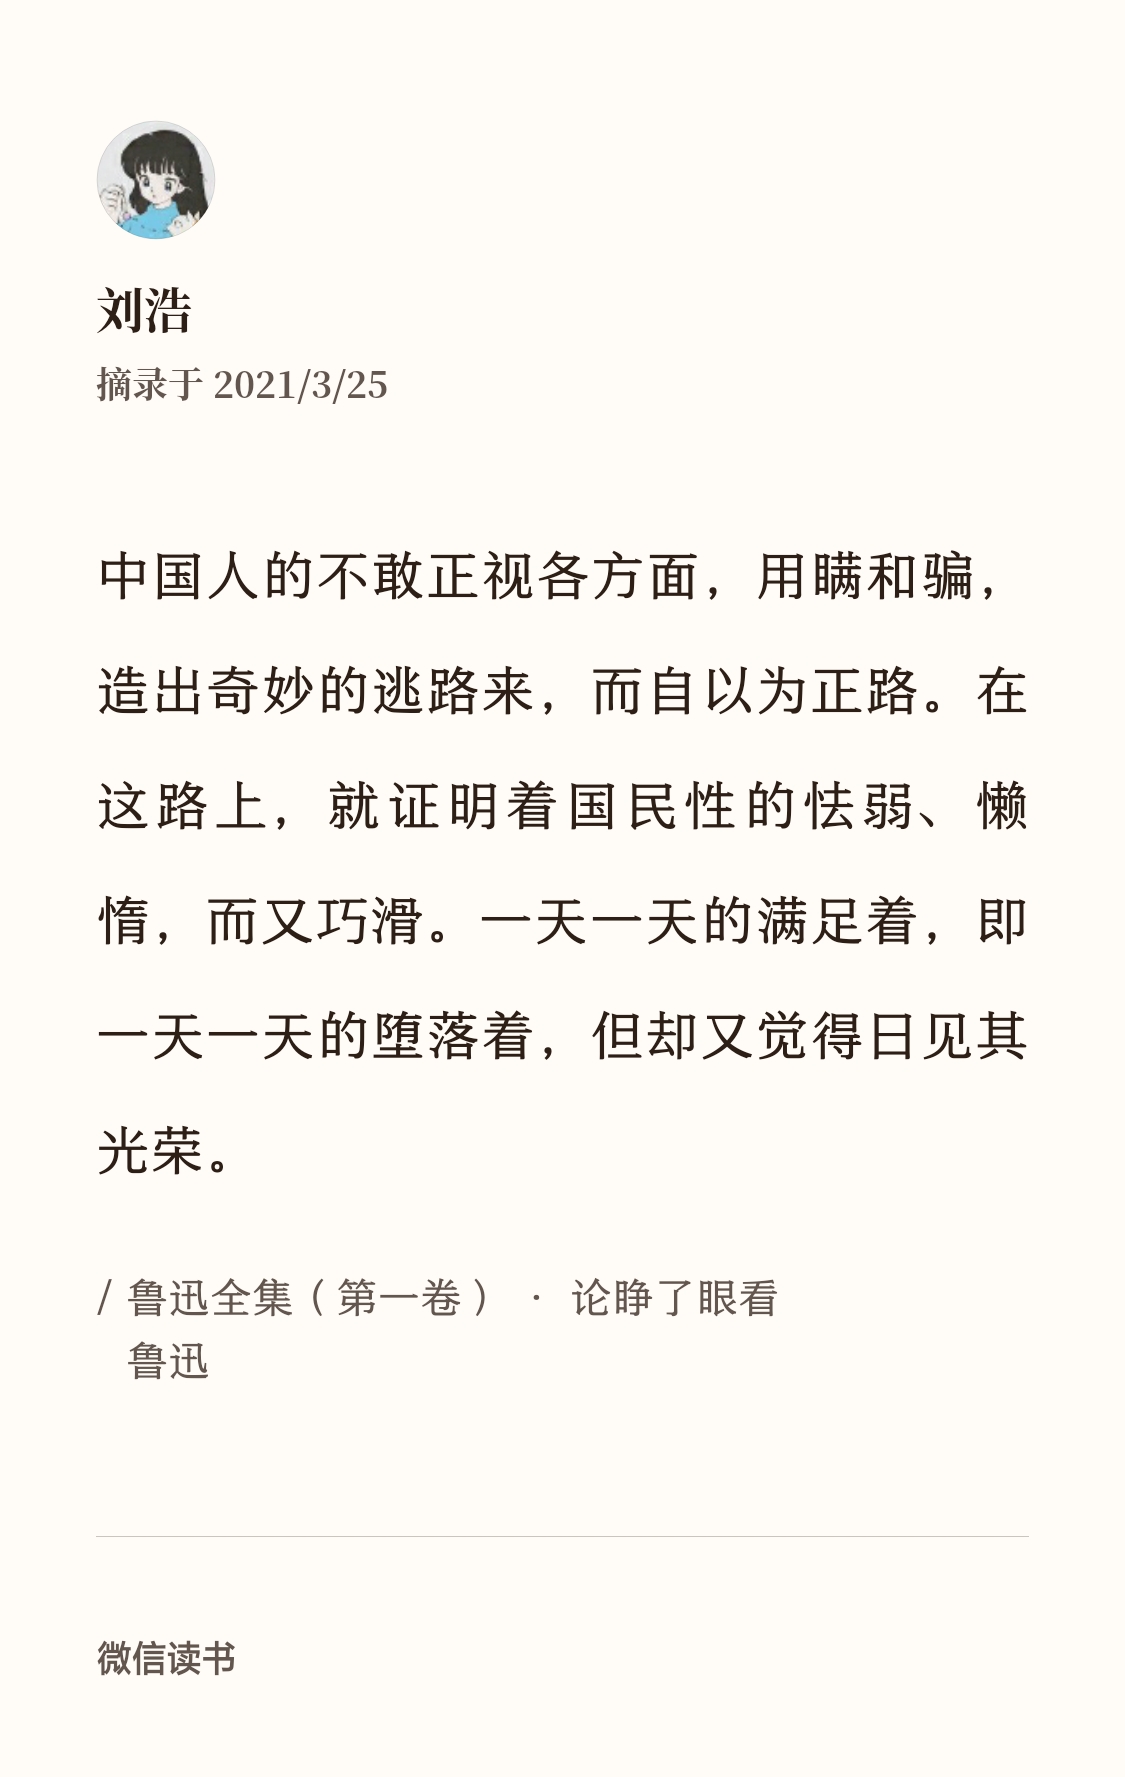 刘浩
摘录于 2021/3/25
中国人的不敢正视各方面，用瞒和骗，
造出奇妙的逃路来，而自以为正路。在
这路上，就证明着国民性的怯弱、懒
惰，而又巧滑。一天一天的满足着，即
一天一天的堕落着，但却又觉得日见其
光荣。
/ 鲁迅全集（第一卷） · 论睁了眼看
鲁迅
微信读书